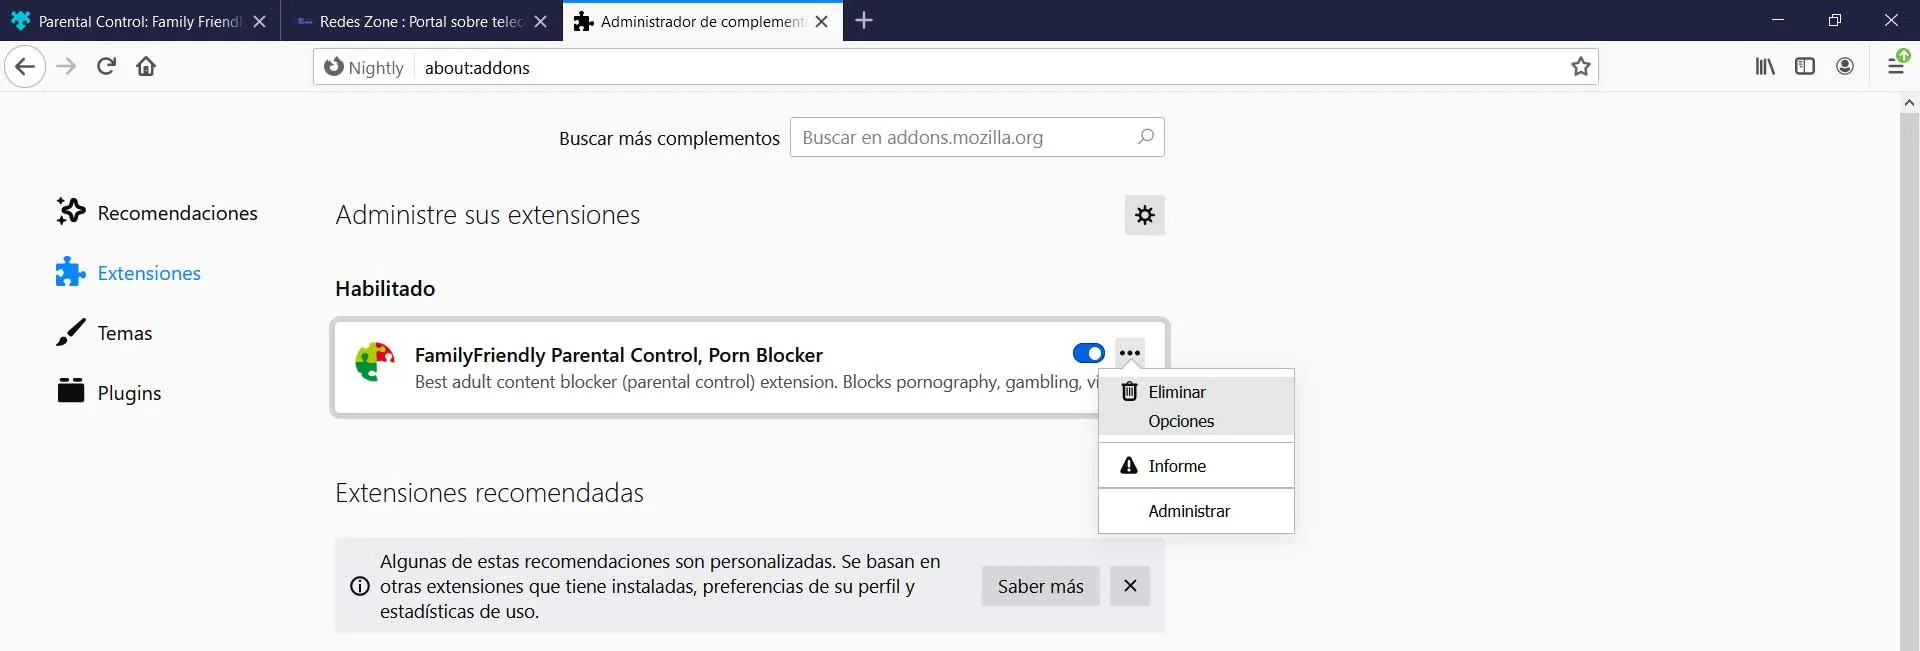 Parental Control: Family Friendl
Redes Zone : Portal sobre telec
Administrador de complement
Nightly
about:addons
Buscar más complementos
Buscar en addons.mozilla.org
Recomendaciones
Extensiones
Temas
Plugins
Administre sus extensiones
Habilitado
FamilyFriendly Parental Control, Porn Blocker
Best adult content blocker (parental control) extension. Blocks pornography, gambling, vi
Eliminar
Opciones
Informe
Administrar
Extensiones recomendadas
Algunas de estas recomendaciones son personalizadas. Se basan en
otras extensiones que tiene instaladas, preferencias de su perfil y
estadísticas de uso.
Saber más